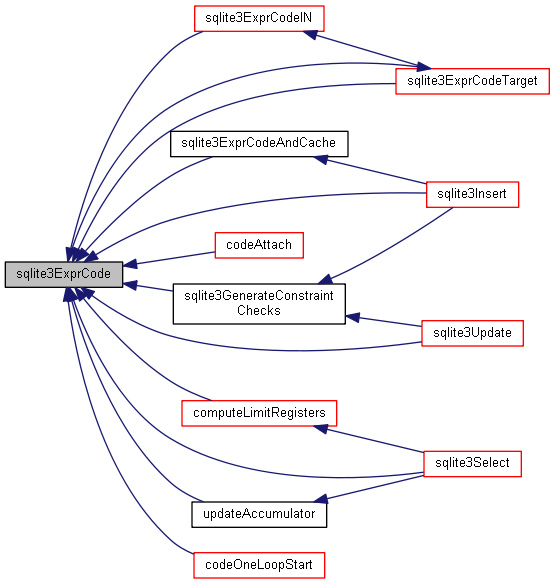 sqlite3ExprCodeIN
sqlite3ExprCodeTarget
sqlite3ExprCodeAndCache
sqlite3Insert
codeAttach
sqlite3ExprCode
sqlite3GenerateConstraint
Checks
sqlite3Update
computeLimitRegisters
sqlite3Select
updateAccumulator
codeOneLoopStart